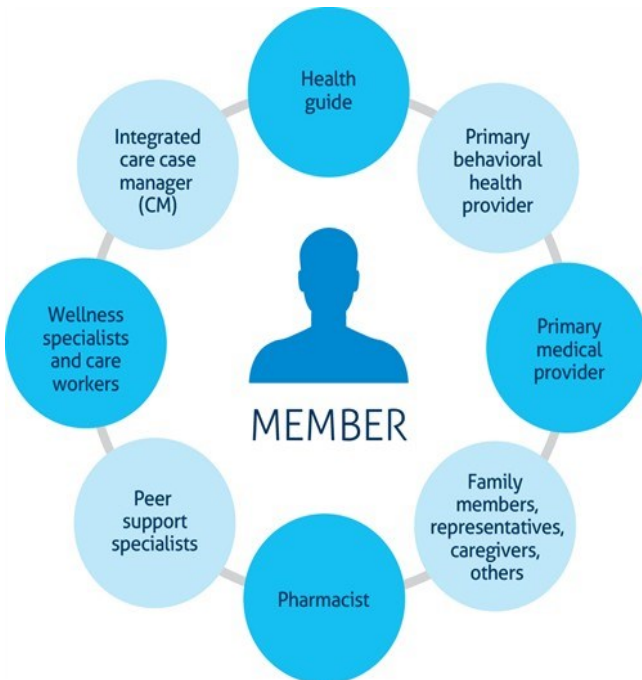 Health
guide
Primary
behavioral
health
provider
Primary
medical
provider
Family
members,
representatives,
caregivers,
others
Pharmacist
Peer
support
specialists
Wellness
specialists
and care
workers
Integrated
care case
manager
(CM)
MEMBER